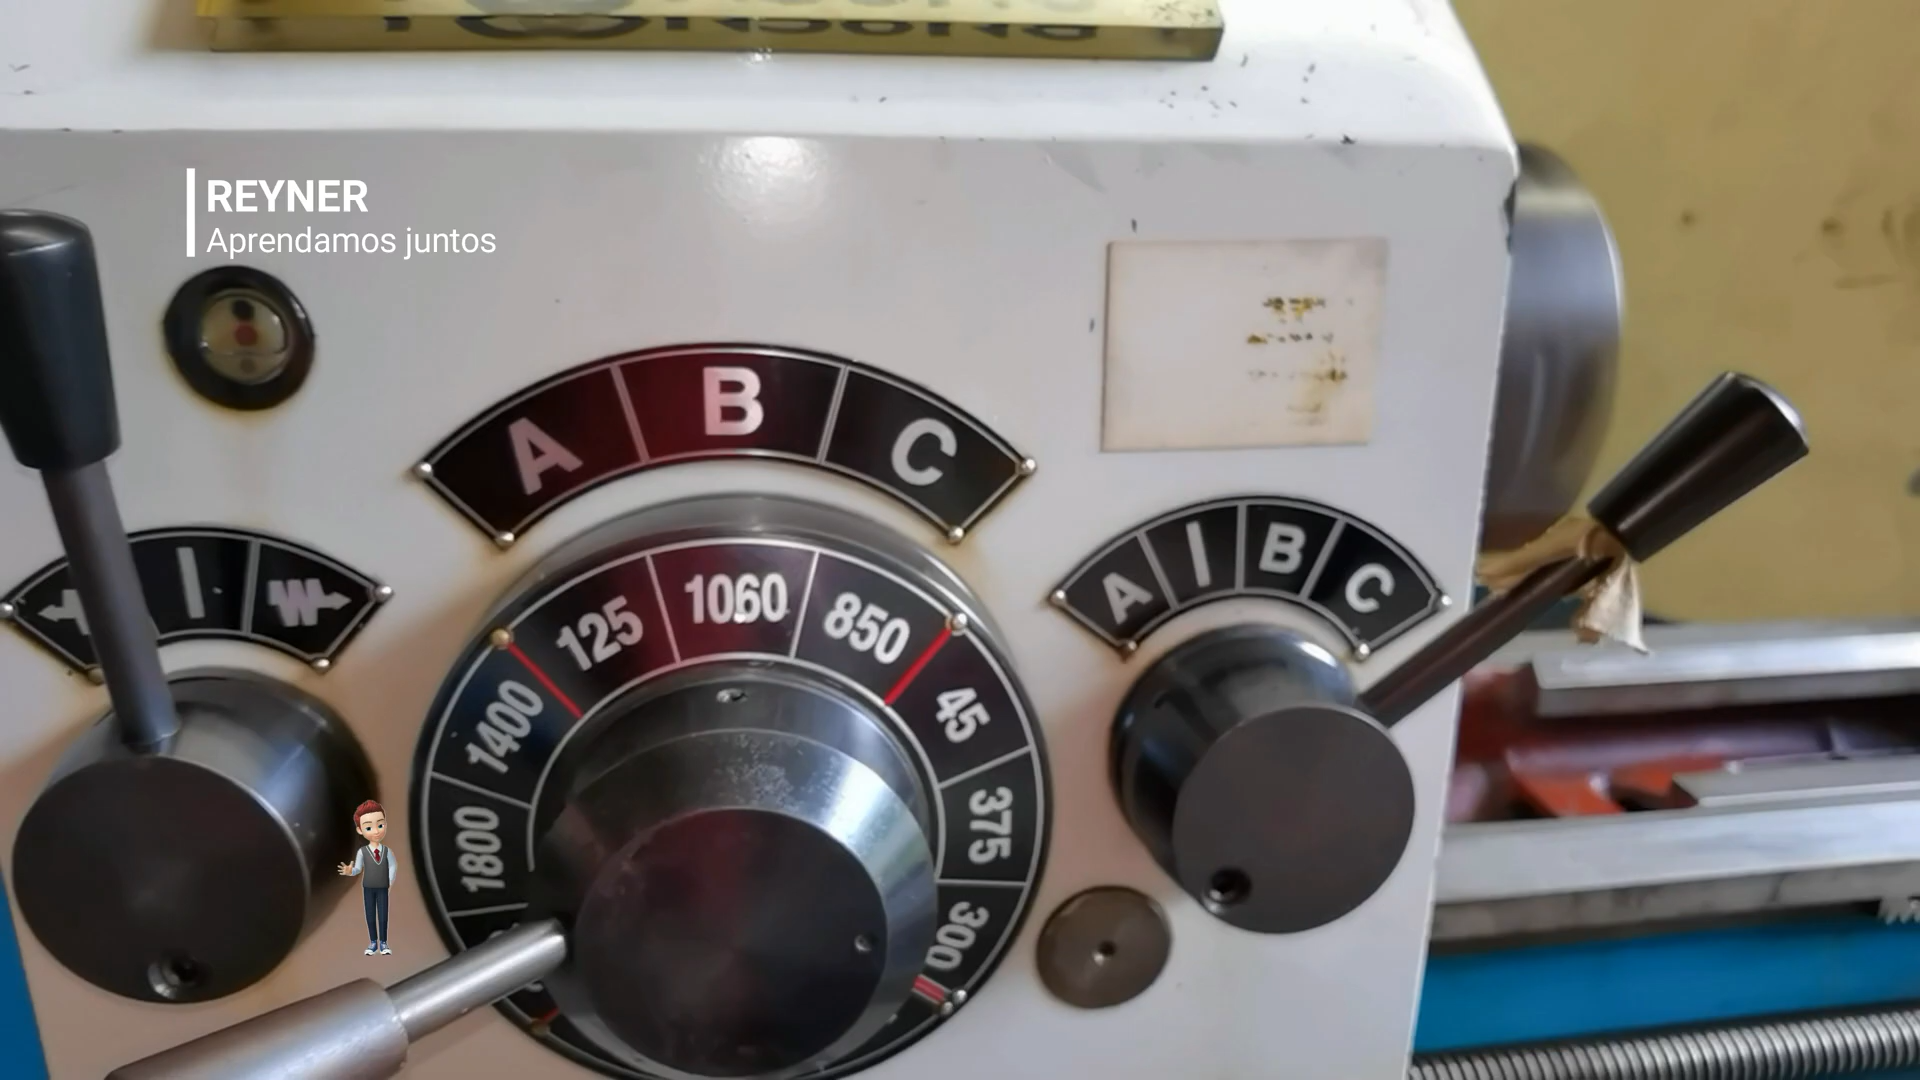 REYNER
Aprendamos juntos
A B C
I W
A I B C
125 1060 850
1400 45
1800 375
300